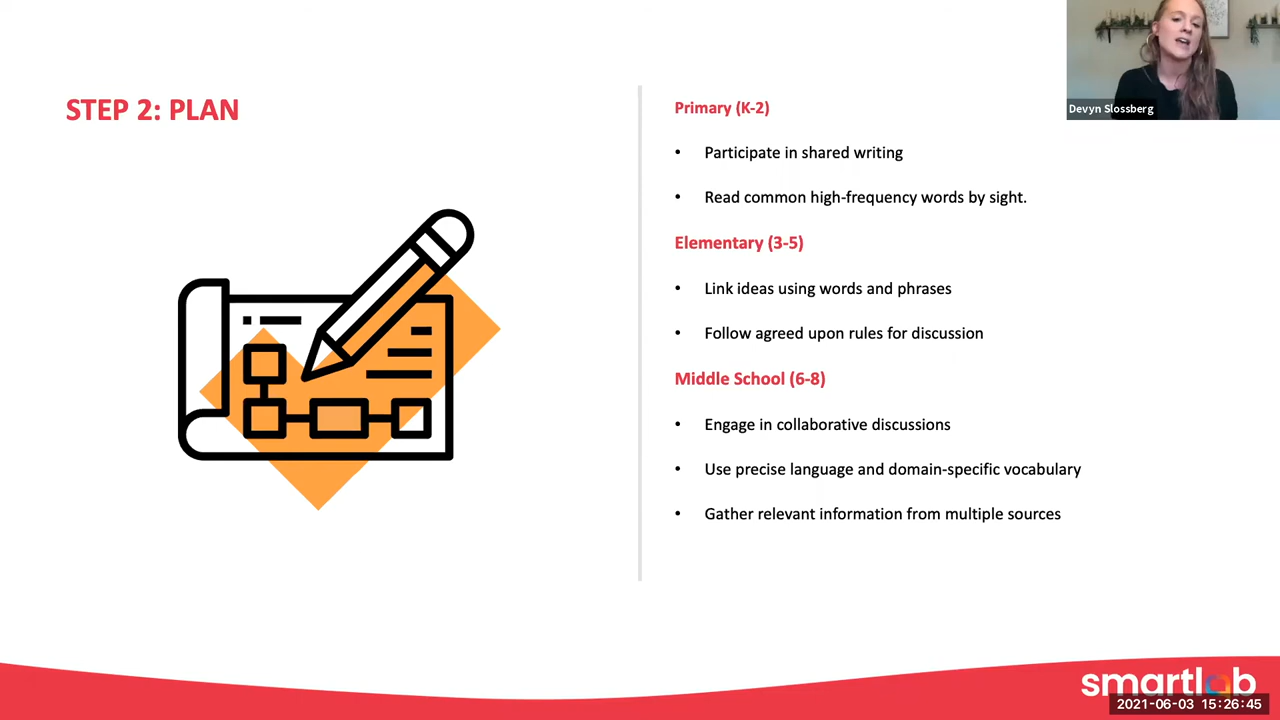 STEP 2: PLAN
Primary (K-2)
• Participate in shared writing
• Read common high-frequency words by sight.
Elementary (3-5)
• Link ideas using words and phrases
• Follow agreed upon rules for discussion
Middle School (6-8)
• Engage in collaborative discussions
• Use precise language and domain-specific vocabulary
• Gather relevant information from multiple sources
Devyn Slossberg
smartlab
2021-06-03 15:26:45